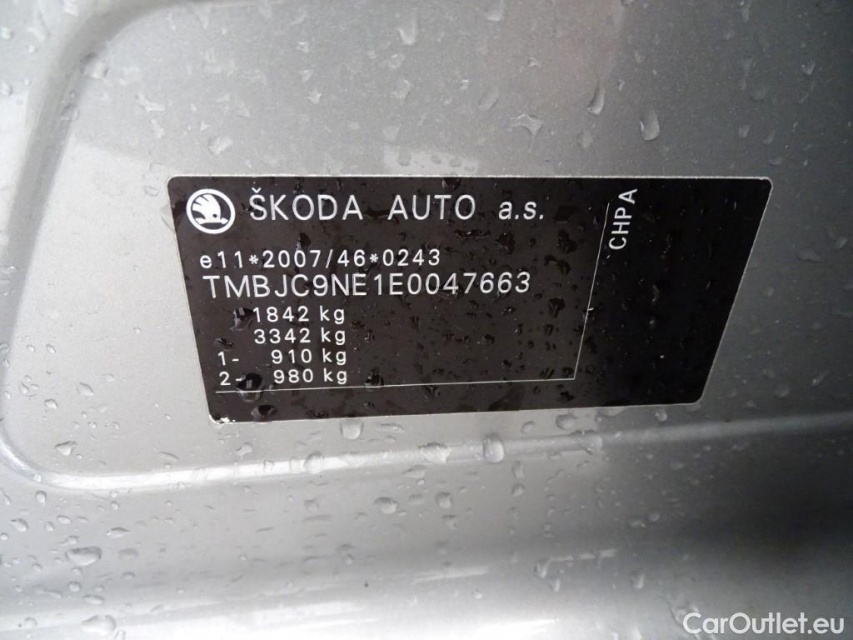 ŠKODA AUTO a.s.
CHPA
e11*2007/46*0243
TMBJC9NE1E0047663
1842 kg
3342 kg
1- 910 kg
2- 980 kg
CarOutlet.eu